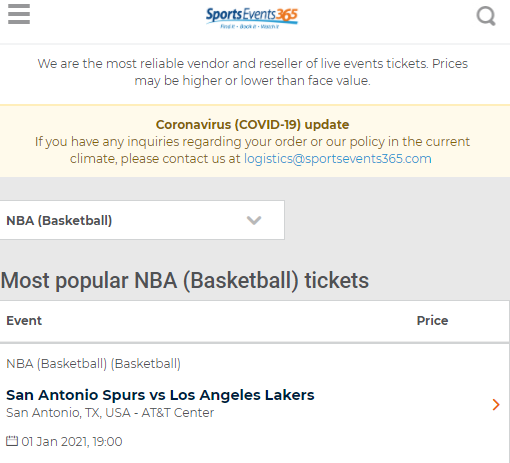 SportsEvents365
Find it - Book it - Watch it
We are the most reliable vendor and reseller of live events tickets. Prices
may be higher or lower than face value.
Coronavirus (COVID-19) update
If you have any inquiries regarding your order or our policy in the current
climate, please contact us at logistics@sportsevents365.com
NBA (Basketball)
Most popular NBA (Basketball) tickets
Event Price
NBA (Basketball) (Basketball)
San Antonio Spurs vs Los Angeles Lakers
San Antonio, TX, USA - AT&T Center
01 Jan 2021, 19:00